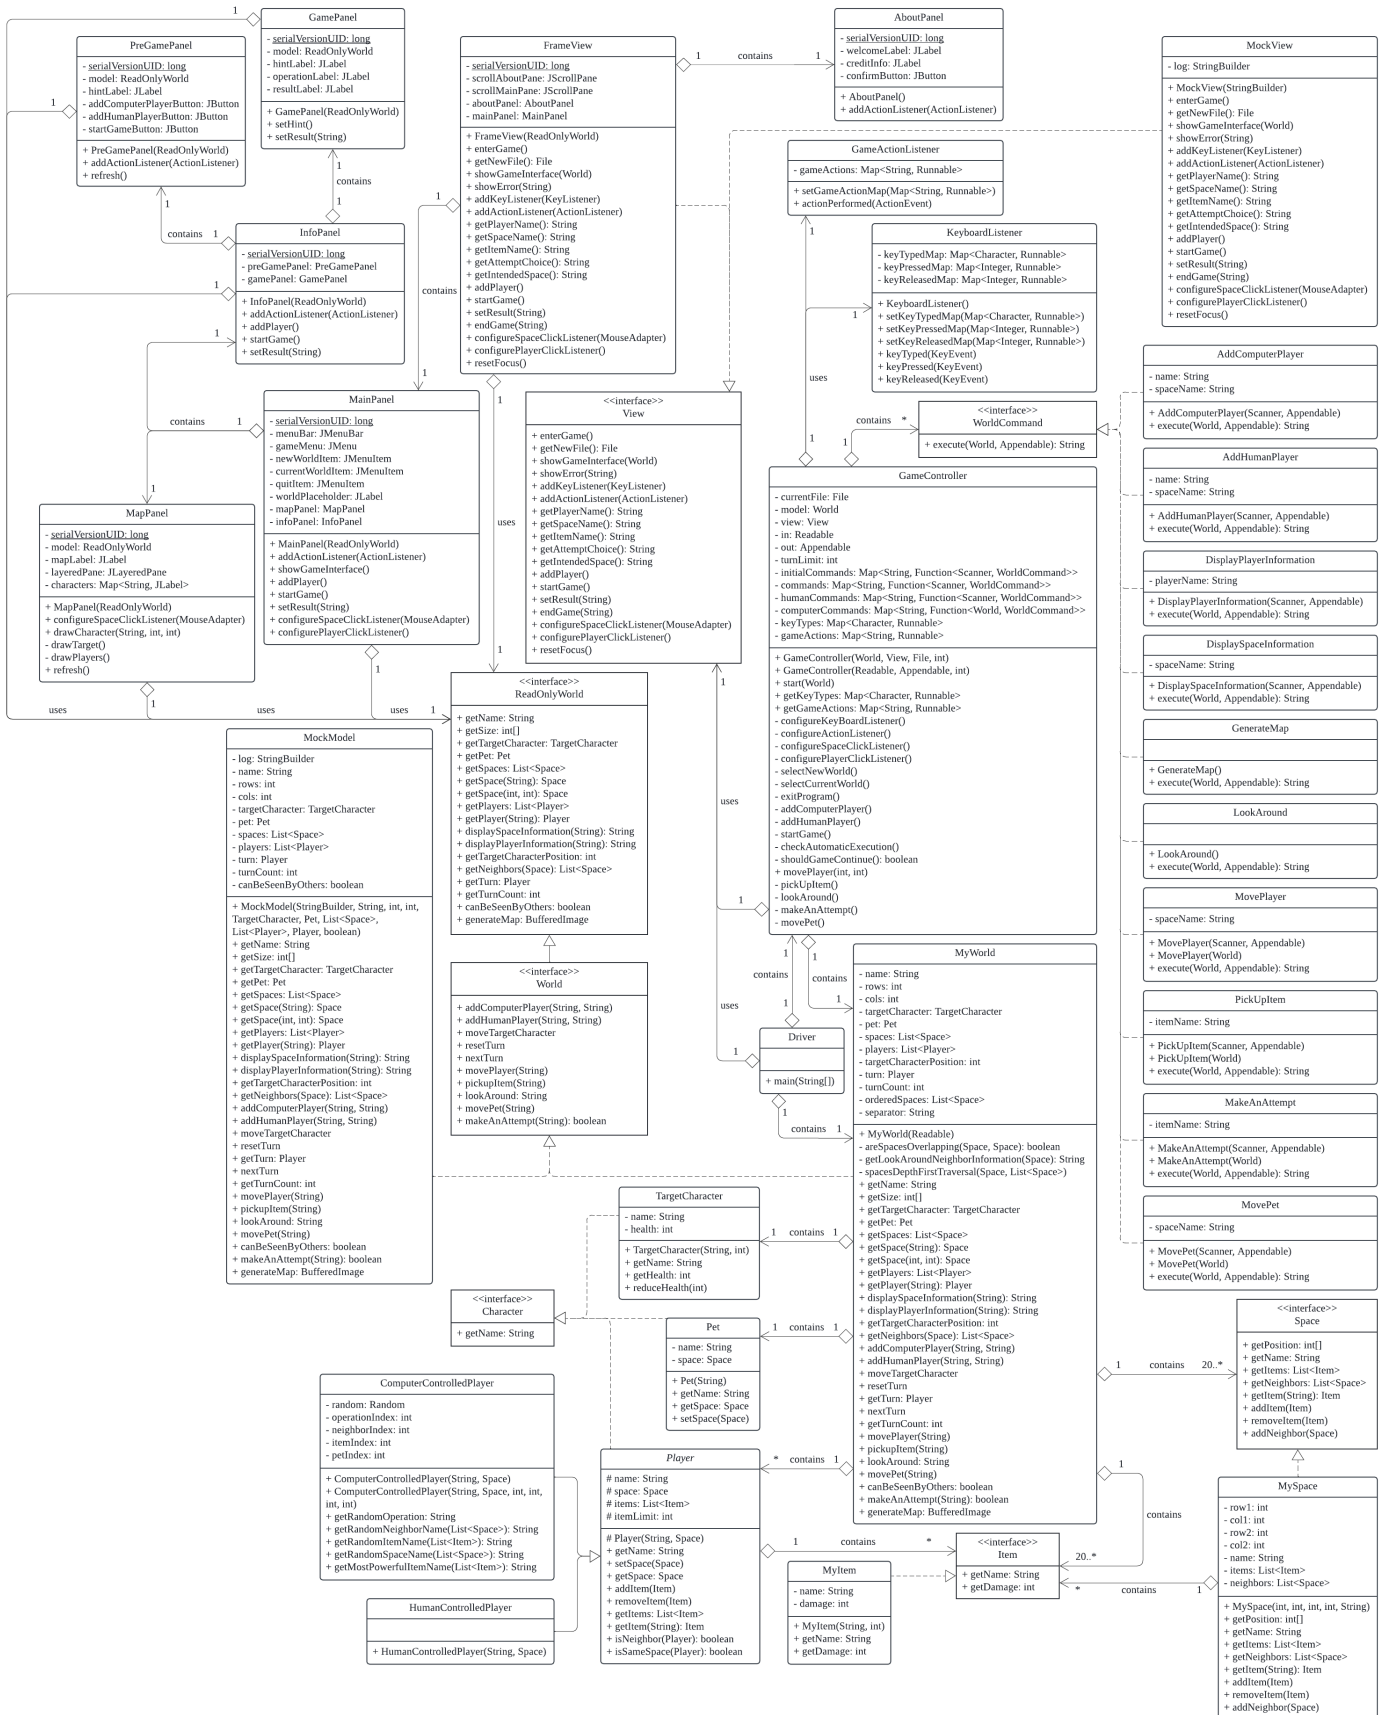 GamePanel
- serialVersionUID: long
- model: ReadOnlyWorld
- hintLabel: JLabel
- operationLabel: JLabel
- resultLabel: JLabel
+ GamePanel(ReadOnlyWorld)
+ setHint()
+ setResult(String)
1
PreGamePanel
- serialVersionUID: long
- model: ReadOnlyWorld
- hintLabel: JLabel
- addComputerPlayerButton: JButton
- addHumanPlayerButton: JButton
- startGameButton: JButton
+ PreGamePanel(ReadOnlyWorld)
+ addActionListener(ActionListener)
+ refresh()
1
FrameView
- serialVersionUID: long
- scrollAboutPane: JScrollPane
- scrollMainPane: JScrollPane
- aboutPanel: AboutPanel
- mainPanel: MainPanel
+ FrameView(ReadOnlyWorld)
+ enterGame()
+ getNewFile(): File
+ showGameInterface(World)
+ showError(String)
+ addKeyListener(KeyListener)
+ addActionListener(ActionListener)
+ getPlayerName(): String
+ getSpaceName(): String
+ getItemName(): String
+ getAttemptChoice(): String
+ getIntendedSpace(): String
+ addPlayer()
+ startGame()
+ setResult(String)
+ endGame(String)
+ configureSpaceClickListener(MouseAdapter)
+ configurePlayerClickListener()
+ resetFocus()
1
contains
1
AboutPanel
- serialVersionUID: long
- welcomeLabel: JLabel
- creditInfo: JLabel
- confirmButton: JButton
+ AboutPanel()
+ addActionListener(ActionListener)
MockView
- log: StringBuilder
+ MockView(StringBuilder)
+ enterGame()
+ getNewFile(): File
+ showGameInterface(World)
+ showError(String)
+ addKeyListener(KeyListener)
+ addActionListener(ActionListener)
+ getPlayerName(): String
+ getSpaceName(): String
+ getItemName(): String
+ getAttemptChoice(): String
+ getIntendedSpace(): String
+ addPlayer()
+ startGame()
+ setResult(String)
+ endGame(String)
+ configureSpaceClickListener(MouseAdapter)
+ configurePlayerClickListener()
+ resetFocus()
GameActionListener
- gameActions: Map<String, Runnable>
+ setGameActionMap(Map<String, Runnable>)
+ actionPerformed(ActionEvent)
1
KeyboardListener
- keyTypedMap: Map<Character, Runnable>
- keyPressedMap: Map<Integer, Runnable>
- keyReleasedMap: Map<Integer, Runnable>
+ KeyboardListener()
+ setKeyTypedMap(Map<Character, Runnable>)
+ setKeyPressedMap(Map<Integer, Runnable>)
+ setKeyReleasedMap(Map<Integer, Runnable>)
+ keyTyped(KeyEvent)
+ keyPressed(KeyEvent)
+ keyReleased(KeyEvent)
1
uses
1
1
contains
1
1
contains
1
InfoPanel
- serialVersionUID: long
- preGamePanel: PreGamePanel
- gamePanel: GamePanel
+ InfoPanel(ReadOnlyWorld)
+ addActionListener(ActionListener)
+ addPlayer()
+ startGame()
+ setResult(String)
1
1
1
contains
1
MainPanel
- serialVersionUID: long
- menuBar: JMenuBar
- gameMenu: JMenu
- newWorldItem: JMenuItem
- currentWorldItem: JMenuItem
- quitItem: JMenuItem
- worldPlaceholder: JLabel
- mapPanel: MapPanel
- infoPanel: InfoPanel
+ MainPanel(ReadOnlyWorld)
+ addActionListener(ActionListener)
+ showGameInterface()
+ addPlayer()
+ startGame()
+ setResult(String)
+ configureSpaceClickListener(MouseAdapter)
+ configurePlayerClickListener()
contains
1
1
1
MapPanel
- serialVersionUID: long
- model: ReadOnlyWorld
- mapLabel: JLabel
- layeredPane: JLayeredPane
- characters: Map<String, JLabel>
+ MapPanel(ReadOnlyWorld)
+ configureSpaceClickListener(MouseAdapter)
+ drawCharacter(String, int, int)
- drawTarget()
- drawPlayers()
+ refresh()
1
uses
uses
uses
1
1
uses
1
<<interface>>
View
+ enterGame()
+ getNewFile(): File
+ showGameInterface(World)
+ showError(String)
+ addKeyListener(KeyListener)
+ addActionListener(ActionListener)
+ getPlayerName(): String
+ getSpaceName(): String
+ getItemName(): String
+ getAttemptChoice(): String
+ getIntendedSpace(): String
+ addPlayer()
+ startGame()
+ setResult(String)
+ endGame(String)
+ configureSpaceClickListener(MouseAdapter)
+ configurePlayerClickListener()
+ resetFocus()
1
uses
1
uses
1
contains
*
1
<<interface>>
WorldCommand
+ execute(World, Appendable): String
GameController
- currentFile: File
- model: World
- view: View
- in: Readable
- out: Appendable
- turnLimit: int
- initialCommands: Map<String, Function<Scanner, WorldCommand>>
- commands: Map<String, Function<Scanner, WorldCommand>>
- humanCommands: Map<String, Function<Scanner, WorldCommand>>
- computerCommands: Map<String, Function<World, WorldCommand>>
- keyTypes: Map<Character, Runnable>
- gameActions: Map<String, Runnable>
+ GameController(World, View, File, int)
+ GameController(Readable, Appendable, int)
+ start(World)
+ getKeyTypes: Map<Character, Runnable>
+ getGameActions: Map<String, Runnable>
- configureKeyBoardListener()
- configureActionListener()
- configureSpaceClickListener()
- configurePlayerClickListener()
- selectNewWorld()
- selectCurrentWorld()
- exitProgram()
- addComputerPlayer()
- addHumanPlayer()
- startGame()
- checkAutomaticExecution()
- shouldGameContinue(): boolean
+ movePlayer(int, int)
- pickUpItem()
- lookAround()
- makeAnAttempt()
- movePet()
AddComputerPlayer
- name: String
- spaceName: String
+ AddComputerPlayer(Scanner, Appendable)
+ execute(World, Appendable): String
AddHumanPlayer
- name: String
- spaceName: String
+ AddHumanPlayer(Scanner, Appendable)
+ execute(World, Appendable): String
DisplayPlayerInformation
- playerName: String
+ DisplayPlayerInformation(Scanner, Appendable)
+ execute(World, Appendable): String
DisplaySpaceInformation
- spaceName: String
+ DisplaySpaceInformation(Scanner, Appendable)
+ execute(World, Appendable): String
GenerateMap
+ GenerateMap()
+ execute(World, Appendable): String
LookAround
+ LookAround()
+ execute(World, Appendable): String
MovePlayer
- spaceName: String
+ MovePlayer(Scanner, Appendable)
+ MovePlayer(World)
+ execute(World, Appendable): String
PickUpItem
- itemName: String
+ PickUpItem(Scanner, Appendable)
+ PickUpItem(World)
+ execute(World, Appendable): String
MakeAnAttempt
- itemName: String
+ MakeAnAttempt(Scanner, Appendable)
+ MakeAnAttempt(World)
+ execute(World, Appendable): String
MovePet
- spaceName: String
+ MovePet(Scanner, Appendable)
+ MovePet(World)
+ execute(World, Appendable): String
<<interface>>
ReadOnlyWorld
+ getName: String
+ getSize: int[]
+ getTargetCharacter: TargetCharacter
+ getPet: Pet
+ getSpaces: List<Space>
+ getSpace(String): Space
+ getSpace(int, int): Space
+ getPlayers: List<Player>
+ getPlayer(String): Player
+ displaySpaceInformation(String): String
+ displayPlayerInformation(String): String
+ getTargetCharacterPosition: int
+ getNeighbors(Space): List<Space>
+ getTurn: Player
+ getTurnCount: int
+ canBeSeenByOthers: boolean
+ generateMap: BufferedImage
MockModel
- log: StringBuilder
- name: String
- rows: int
- cols: int
- targetCharacter: TargetCharacter
- pet: Pet
- spaces: List<Space>
- players: List<Player>
- turn: Player
- turnCount: int
- canBeSeenByOthers: boolean
+ MockModel(StringBuilder, String, int, int,
TargetCharacter, Pet, List<Space>,
List<Player>, Player, boolean)
+ getName: String
+ getSize: int[]
+ getTargetCharacter: TargetCharacter
+ getPet: Pet
+ getSpaces: List<Space>
+ getSpace(String): Space
+ getSpace(int, int): Space
+ getPlayers: List<Player>
+ getPlayer(String): Player
+ displaySpaceInformation(String): String
+ displayPlayerInformation(String): String
+ getTargetCharacterPosition: int
+ getNeighbors(Space): List<Space>
+ addComputerPlayer(String, String)
+ addHumanPlayer(String, String)
+ moveTargetCharacter
+ resetTurn
+ getTurn: Player
+ nextTurn
+ getTurnCount: int
+ movePlayer(String)
+ pickupItem(String)
+ lookAround: String
+ movePet(String)
+ canBeSeenByOthers: boolean
+ makeAnAttempt(String): boolean
+ generateMap: BufferedImage
<<interface>>
World
+ addComputerPlayer(String, String)
+ addHumanPlayer(String, String)
+ moveTargetCharacter
+ resetTurn
+ nextTurn
+ movePlayer(String)
+ pickupItem(String)
+ lookAround: String
+ movePet(String)
+ makeAnAttempt(String): boolean
1
contains
1
1
contains
1
Driver
+ main(String[])
1
1
contains
1
MyWorld
- name: String
- rows: int
- cols: int
- targetCharacter: TargetCharacter
- pet: Pet
- spaces: List<Space>
- players: List<Player>
- targetCharacterPosition: int
- turn: Player
- turnCount: int
- orderedSpaces: List<Space>
- separator: String
+ MyWorld(Readable)
- areSpacesOverlapping(Space, Space): boolean
- getLookAroundNeighborInformation(Space): String
- spacesDepthFirstTraversal(Space, List<Space>)
+ getName: String
+ getSize: int[]
+ getTargetCharacter: TargetCharacter
+ getPet: Pet
+ getSpaces: List<Space>
+ getSpace(String): Space
+ getSpace(int, int): Space
+ getPlayers: List<Player>
+ getPlayer(String): Player
+ displaySpaceInformation(String): String
+ displayPlayerInformation(String): String
+ getTargetCharacterPosition: int
+ getNeighbors(Space): List<Space>
+ addComputerPlayer(String, String)
+ addHumanPlayer(String, String)
+ moveTargetCharacter
+ resetTurn
+ getTurn: Player
+ nextTurn
+ getTurnCount: int
+ movePlayer(String)
+ pickupItem(String)
+ lookAround: String
+ movePet(String)
+ canBeSeenByOthers: boolean
+ makeAnAttempt(String): boolean
+ generateMap: BufferedImage
TargetCharacter
- name: String
- health: int
+ TargetCharacter(String, int)
+ getName: String
+ getHealth: int
+ reduceHealth(int)
1
contains
1
<<interface>>
Character
+ getName: String
Pet
- name: String
- space: Space
+ Pet(String)
+ getName: String
+ getSpace: Space
+ setSpace(Space)
1
contains
1
1
contains
20..*
<<interface>>
Space
+ getPosition: int[]
+ getName: String
+ getItems: List<Item>
+ getNeighbors: List<Space>
+ getItem(String): Item
+ addItem(Item)
+ removeItem(Item)
+ addNeighbor(Space)
ComputerControlledPlayer
- random: Random
- operationIndex: int
- neighborIndex: int
- itemIndex: int
- petIndex: int
+ ComputerControlledPlayer(String, Space)
+ ComputerControlledPlayer(String, Space, int, int,
int, int)
+ getRandomOperation: String
+ getRandomNeighborName(List<Space>): String
+ getRandomItemName(List<Item>): String
+ getRandomSpaceName(List<Space>): String
+ getMostPowerfulItemName(List<Item>): String
HumanControlledPlayer
+ HumanControlledPlayer(String, Space)
Player
# name: String
# space: Space
# items: List<Item>
# itemLimit: int
# Player(String, Space)
+ getName: String
+ setSpace(Space)
+ getSpace: Space
+ addItem(Item)
+ removeItem(Item)
+ getItems: List<Item>
+ getItem(String): Item
+ isNeighbor(Player): boolean
+ isSameSpace(Player): boolean
*
contains
1
1
contains
*
MyItem
- name: String
- damage: int
+ MyItem(String, int)
+ getName: String
+ getDamage: int
<<interface>>
Item
+ getName: String
+ getDamage: int
1
contains
20..*
*
contains
1
MySpace
- row1: int
- col1: int
- row2: int
- col2: int
- name: String
- items: List<Item>
- neighbors: List<Space>
+ MySpace(int, int, int, int, String)
+ getPosition: int[]
+ getName: String
+ getItems: List<Item>
+ getNeighbors: List<Space>
+ getItem(String): Item
+ addItem(Item)
+ removeItem(Item)
+ addNeighbor(Space)